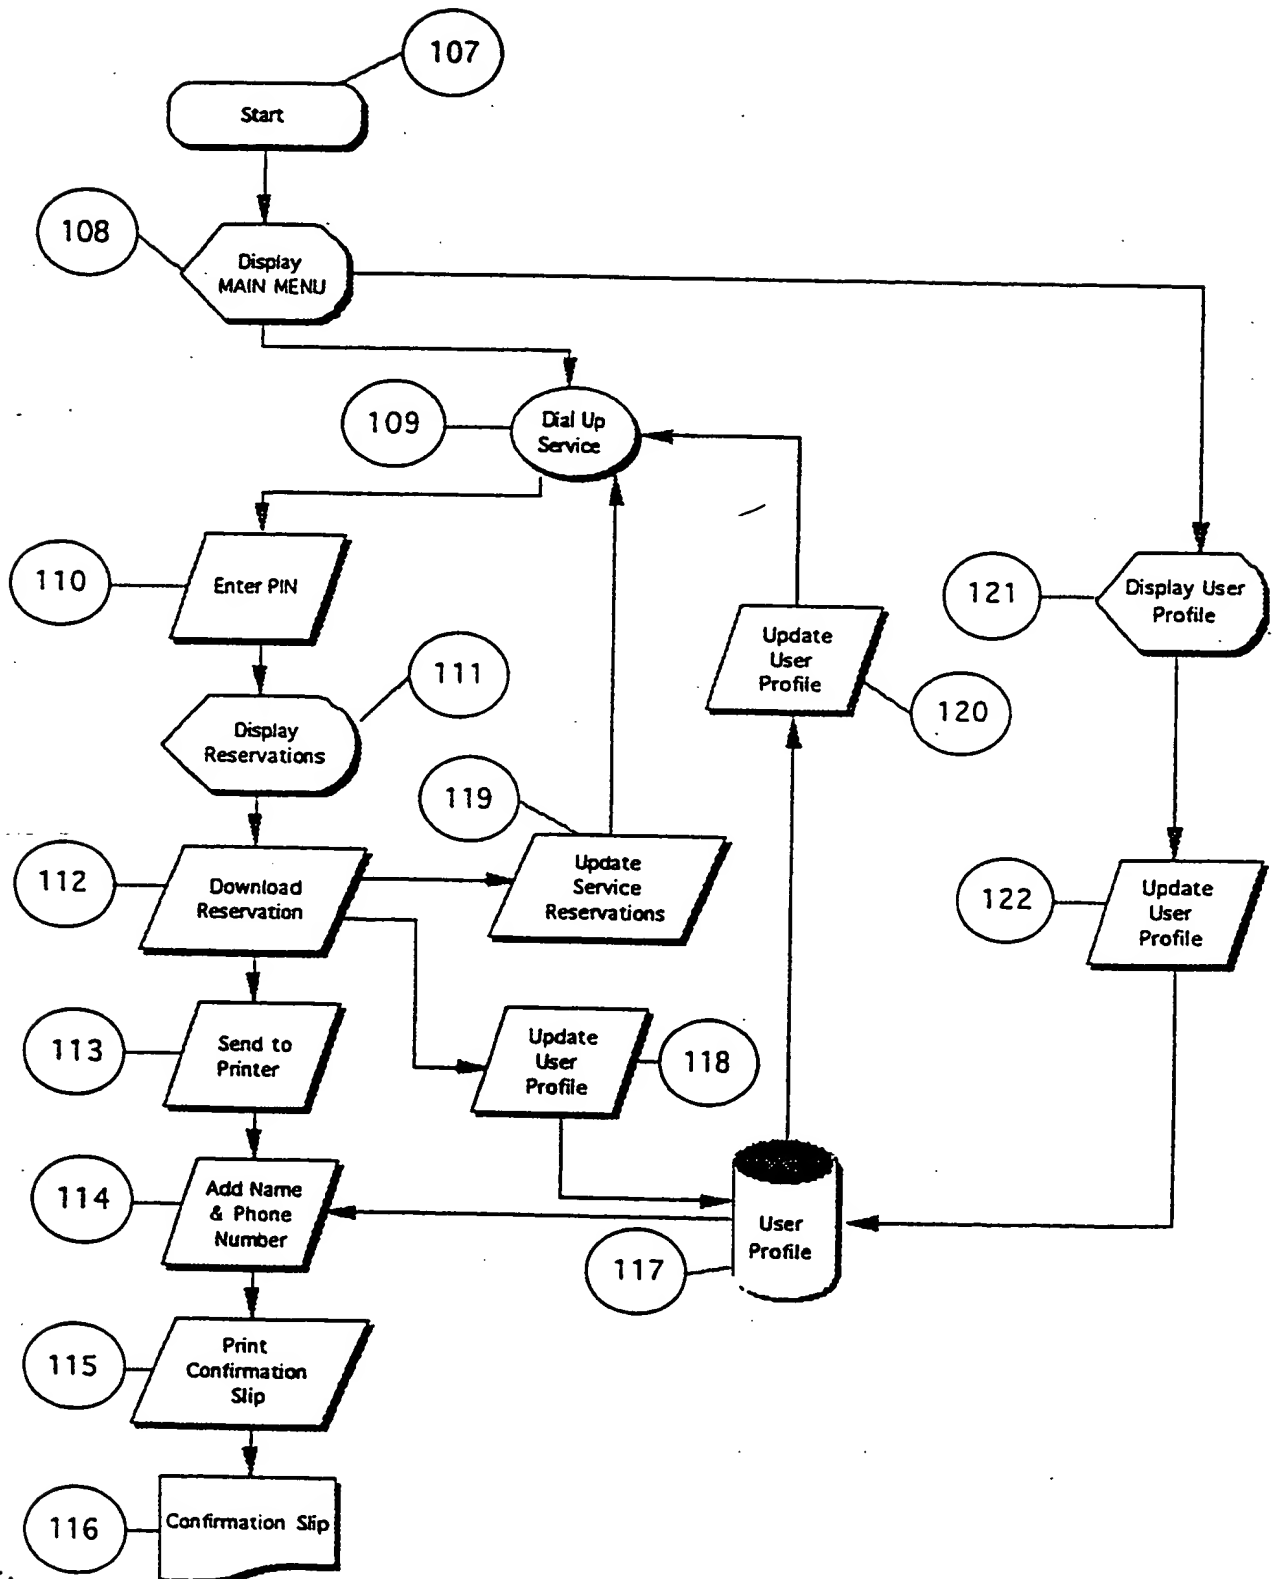 107
Start
108
Display
MAIN MENU
109
Dial Up
Service
110
Enter PIN
121
Display User
Profile
Update
User
Profile
120
111
Display
Reservations
119
Update
Service
Reservations
112
Download
Reservation
122
Update
User
Profile
113
Send to
Printer
Update
User
Profile
118
114
Add Name
& Phone
Number
User
Profile
117
115
Print
Confirmation
Slip
116
Confirmation Slip